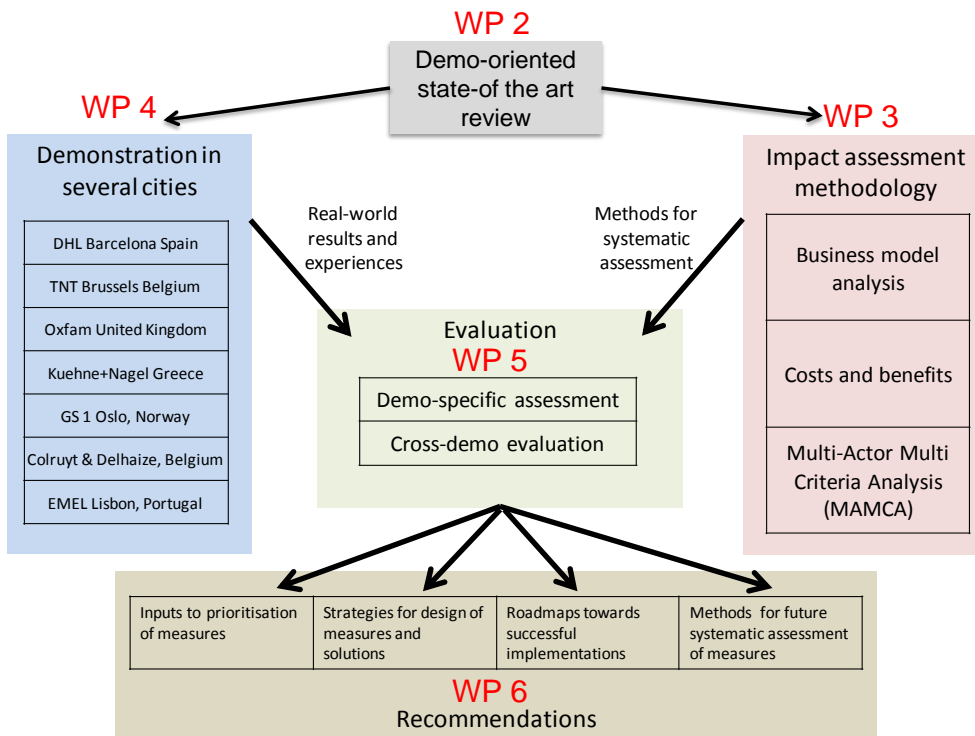 WP 2
Demo-oriented
state-of the art
review
WP 4
Demonstration in
several cities
DHL Barcelona Spain
TNT Brussels Belgium
Oxfam United Kingdom
Kuehne+Nagel Greece
GS 1 Oslo, Norway
Colruyt & Delhaize, Belgium
EMEL Lisbon, Portugal
Real-world
results and
experiences
Methods for
systematic
assessment
WP 3
Impact assessment
methodology
Business model
analysis
Costs and benefits
Multi-Actor Multi
Criteria Analysis
(MAMCA)
Evaluation
WP 5
Demo-specific assessment
Cross-demo evaluation
Inputs to prioritisation
of measures
Strategies for design of
measures and
solutions
Roadmaps towards
successful
implementations
Methods for future
systematic assessment
of measures
WP 6
Recommendations